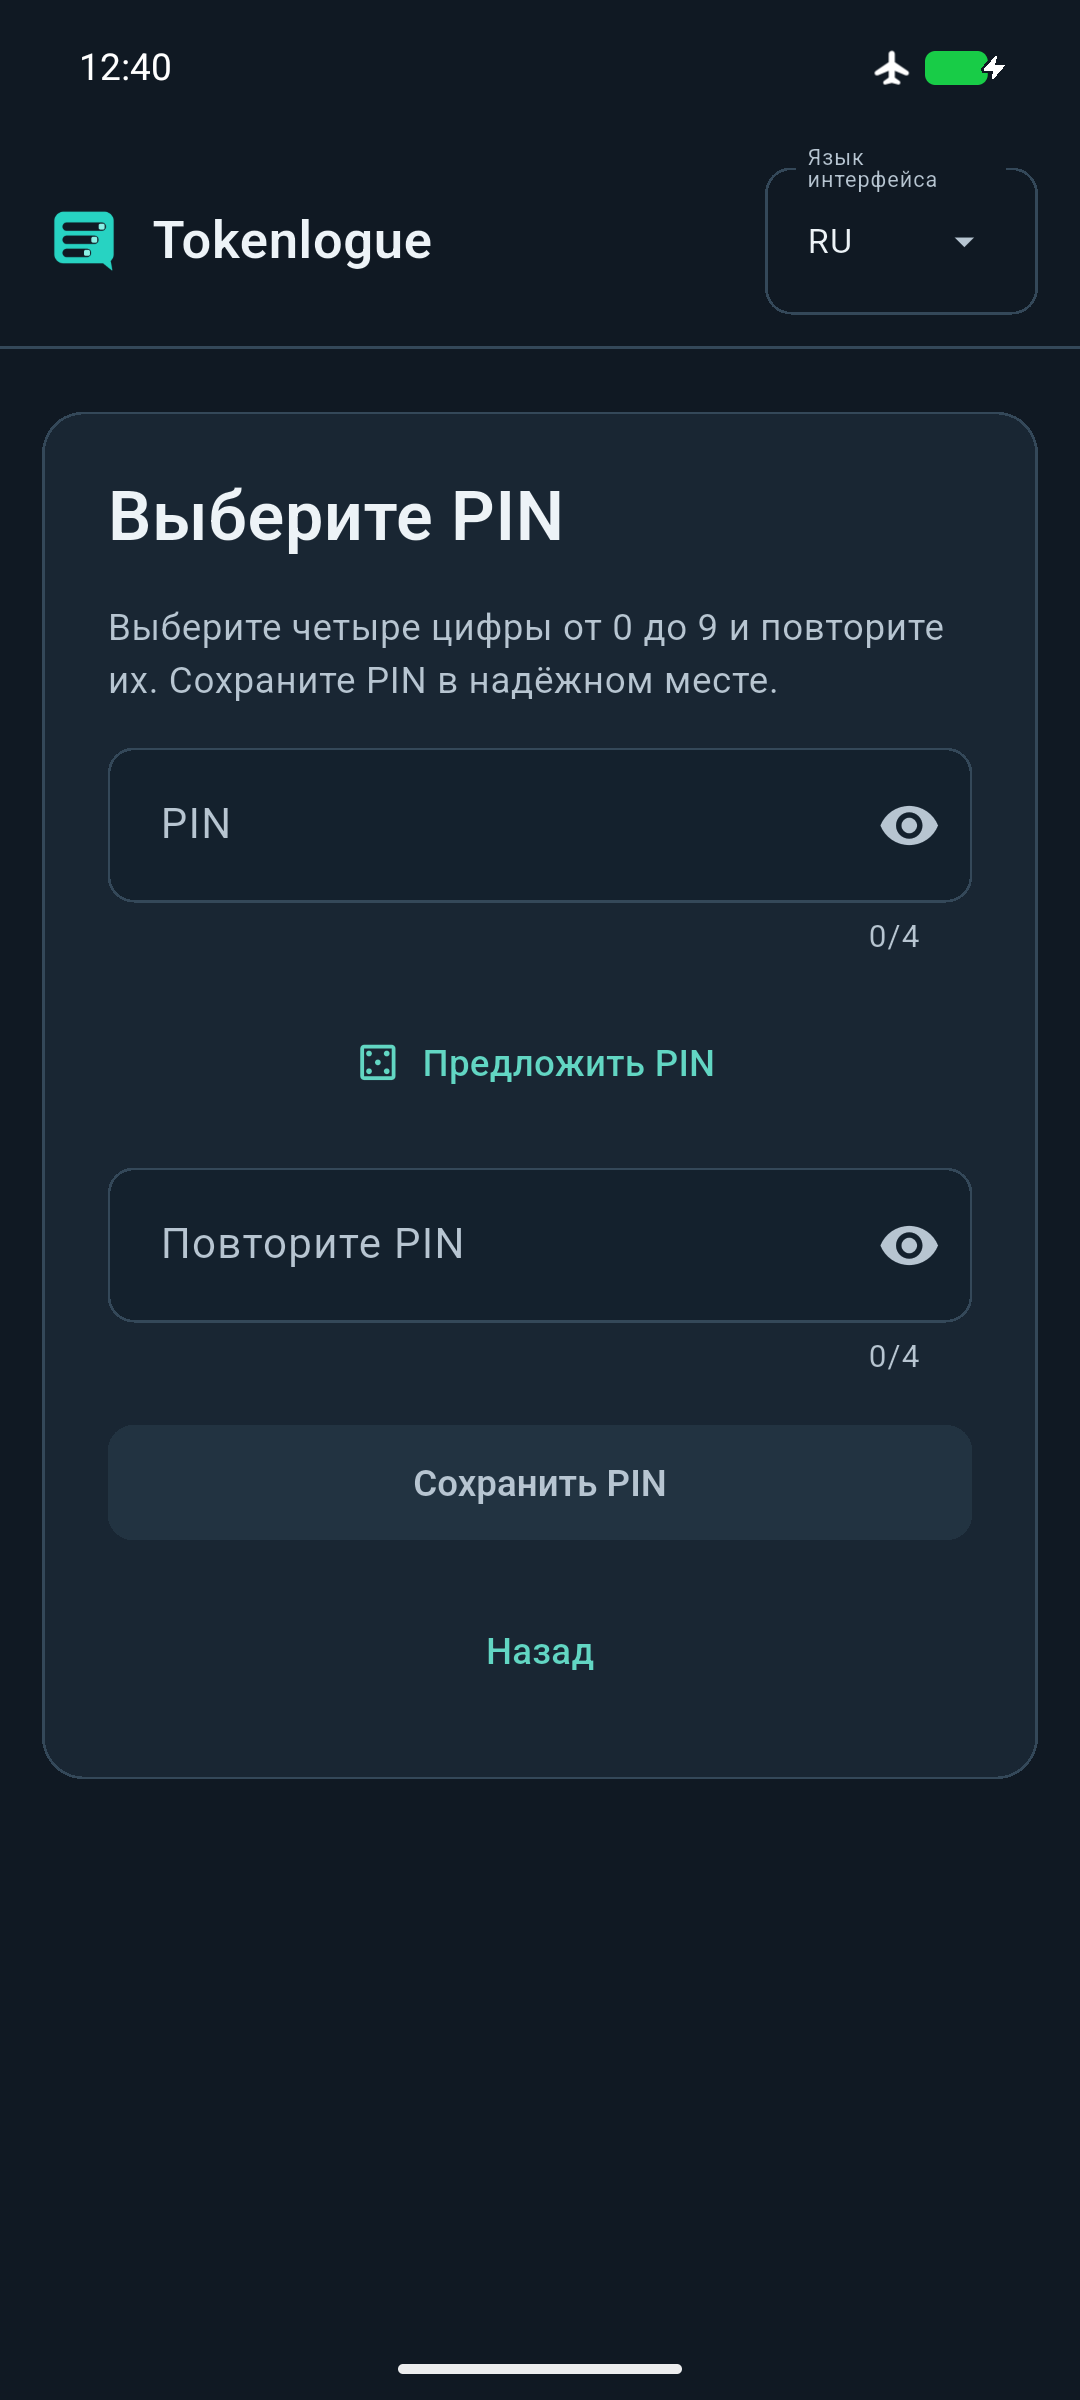 12:40
Tokenlogue
Язык
интерфейса
RU
Выберите PIN
Выберите четыре цифры от 0 до 9 и повторите
их. Сохраните PIN в надёжном месте.
PIN
0/4
Предложить PIN
Повторите PIN
0/4
Сохранить PIN
Назад